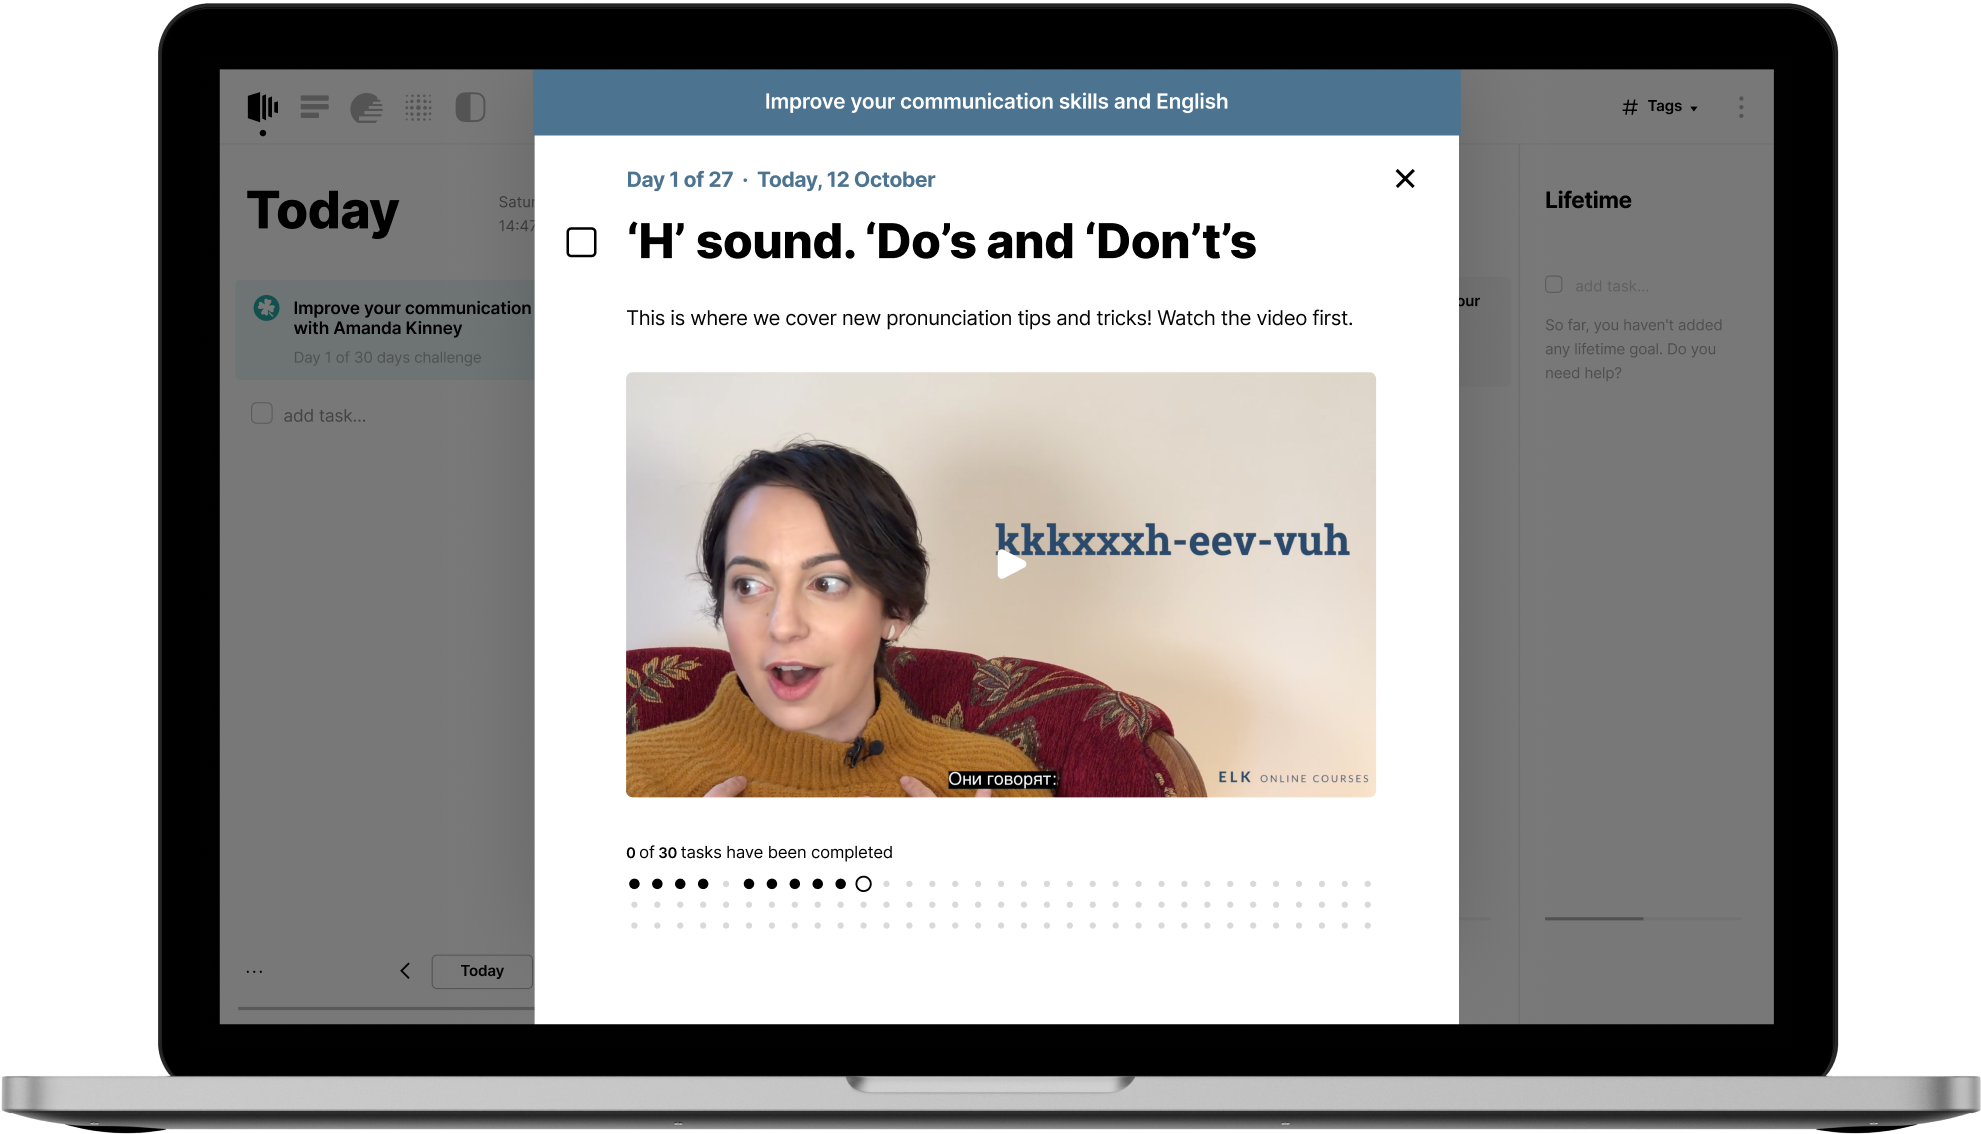 Improve your communication skills and English
# Tags
Today
Satur
14:47
Improve your communication
with Amanda Kinney
Day 1 of 30 days challenge
add task...
...
Today
Day 1 of 27 · Today, 12 October
‘H’ sound. ‘Do’s and ‘Don’t’s
This is where we cover new pronunciation tips and tricks! Watch the video first.
kkkxxxh-eev-vuh
Они говорят:
ELK ONLINE COURSES
0 of 30 tasks have been completed
our
Lifetime
add task...
So far, you haven't added
any lifetime goal. Do you
need help?